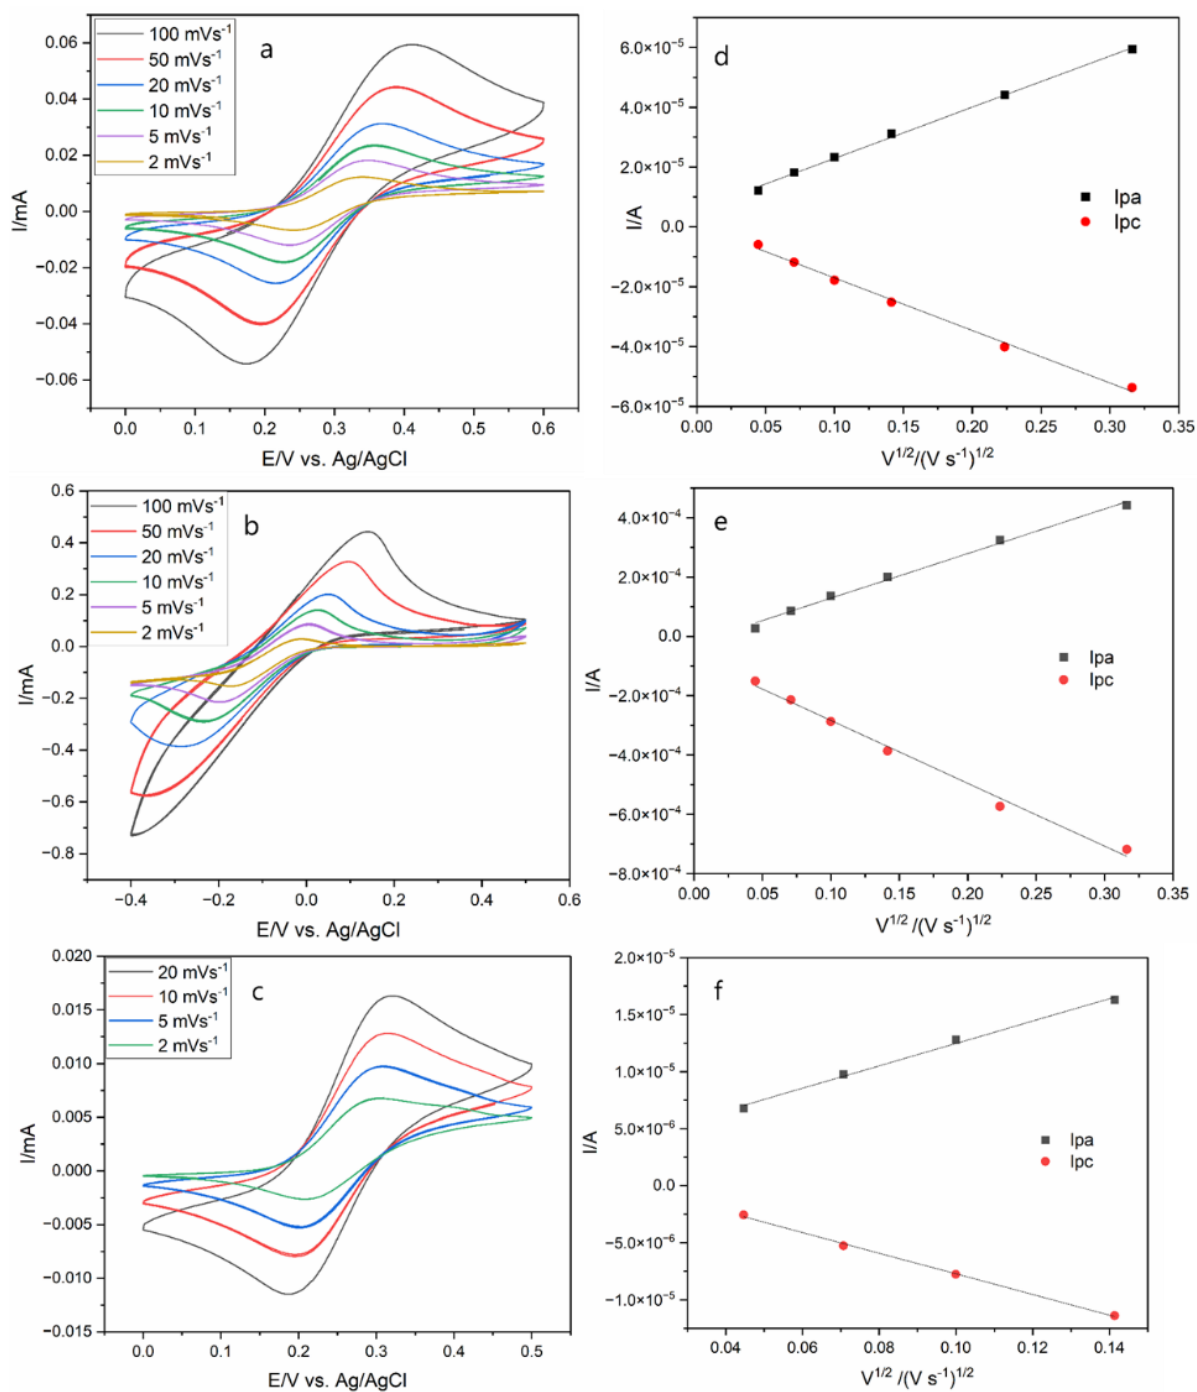 a
100 mVs⁻¹
50 mVs⁻¹
20 mVs⁻¹
10 mVs⁻¹
5 mVs⁻¹
2 mVs⁻¹
0.06
0.04
0.02
0.00
−0.02
−0.04
−0.06
I/mA
0.0 0.1 0.2 0.3 0.4 0.5 0.6
E/V vs. Ag/AgCl
d
6.0×10⁻⁵
4.0×10⁻⁵
2.0×10⁻⁵
0.0
−2.0×10⁻⁵
−4.0×10⁻⁵
−6.0×10⁻⁵
I/A
Ipa
Ipc
0.00 0.05 0.10 0.15 0.20 0.25 0.30 0.35
V¹ᐟ²/(V s⁻¹)¹ᐟ²
b
100 mVs⁻¹
50 mVs⁻¹
20 mVs⁻¹
10 mVs⁻¹
5 mVs⁻¹
2 mVs⁻¹
0.6
0.4
0.2
0.0
−0.2
−0.4
−0.6
−0.8
I/mA
−0.4 −0.2 0.0 0.2 0.4 0.6
E/V vs. Ag/AgCl
e
4.0×10⁻⁴
2.0×10⁻⁴
0.0
−2.0×10⁻⁴
−4.0×10⁻⁴
−6.0×10⁻⁴
−8.0×10⁻⁴
I/A
Ipa
Ipc
0.00 0.05 0.10 0.15 0.20 0.25 0.30 0.35
V¹ᐟ² /(V s⁻¹)¹ᐟ²
c
20 mVs⁻¹
10 mVs⁻¹
5 mVs⁻¹
2 mVs⁻¹
0.020
0.015
0.010
0.005
0.000
−0.005
−0.010
−0.015
I/mA
0.0 0.1 0.2 0.3 0.4 0.5
E/V vs. Ag/AgCl
f
2.0×10⁻⁵
1.5×10⁻⁵
1.0×10⁻⁵
5.0×10⁻⁶
0.0
−5.0×10⁻⁶
−1.0×10⁻⁵
I/A
Ipa
Ipc
0.04 0.06 0.08 0.10 0.12 0.14
V¹ᐟ² /(V s⁻¹)¹ᐟ²